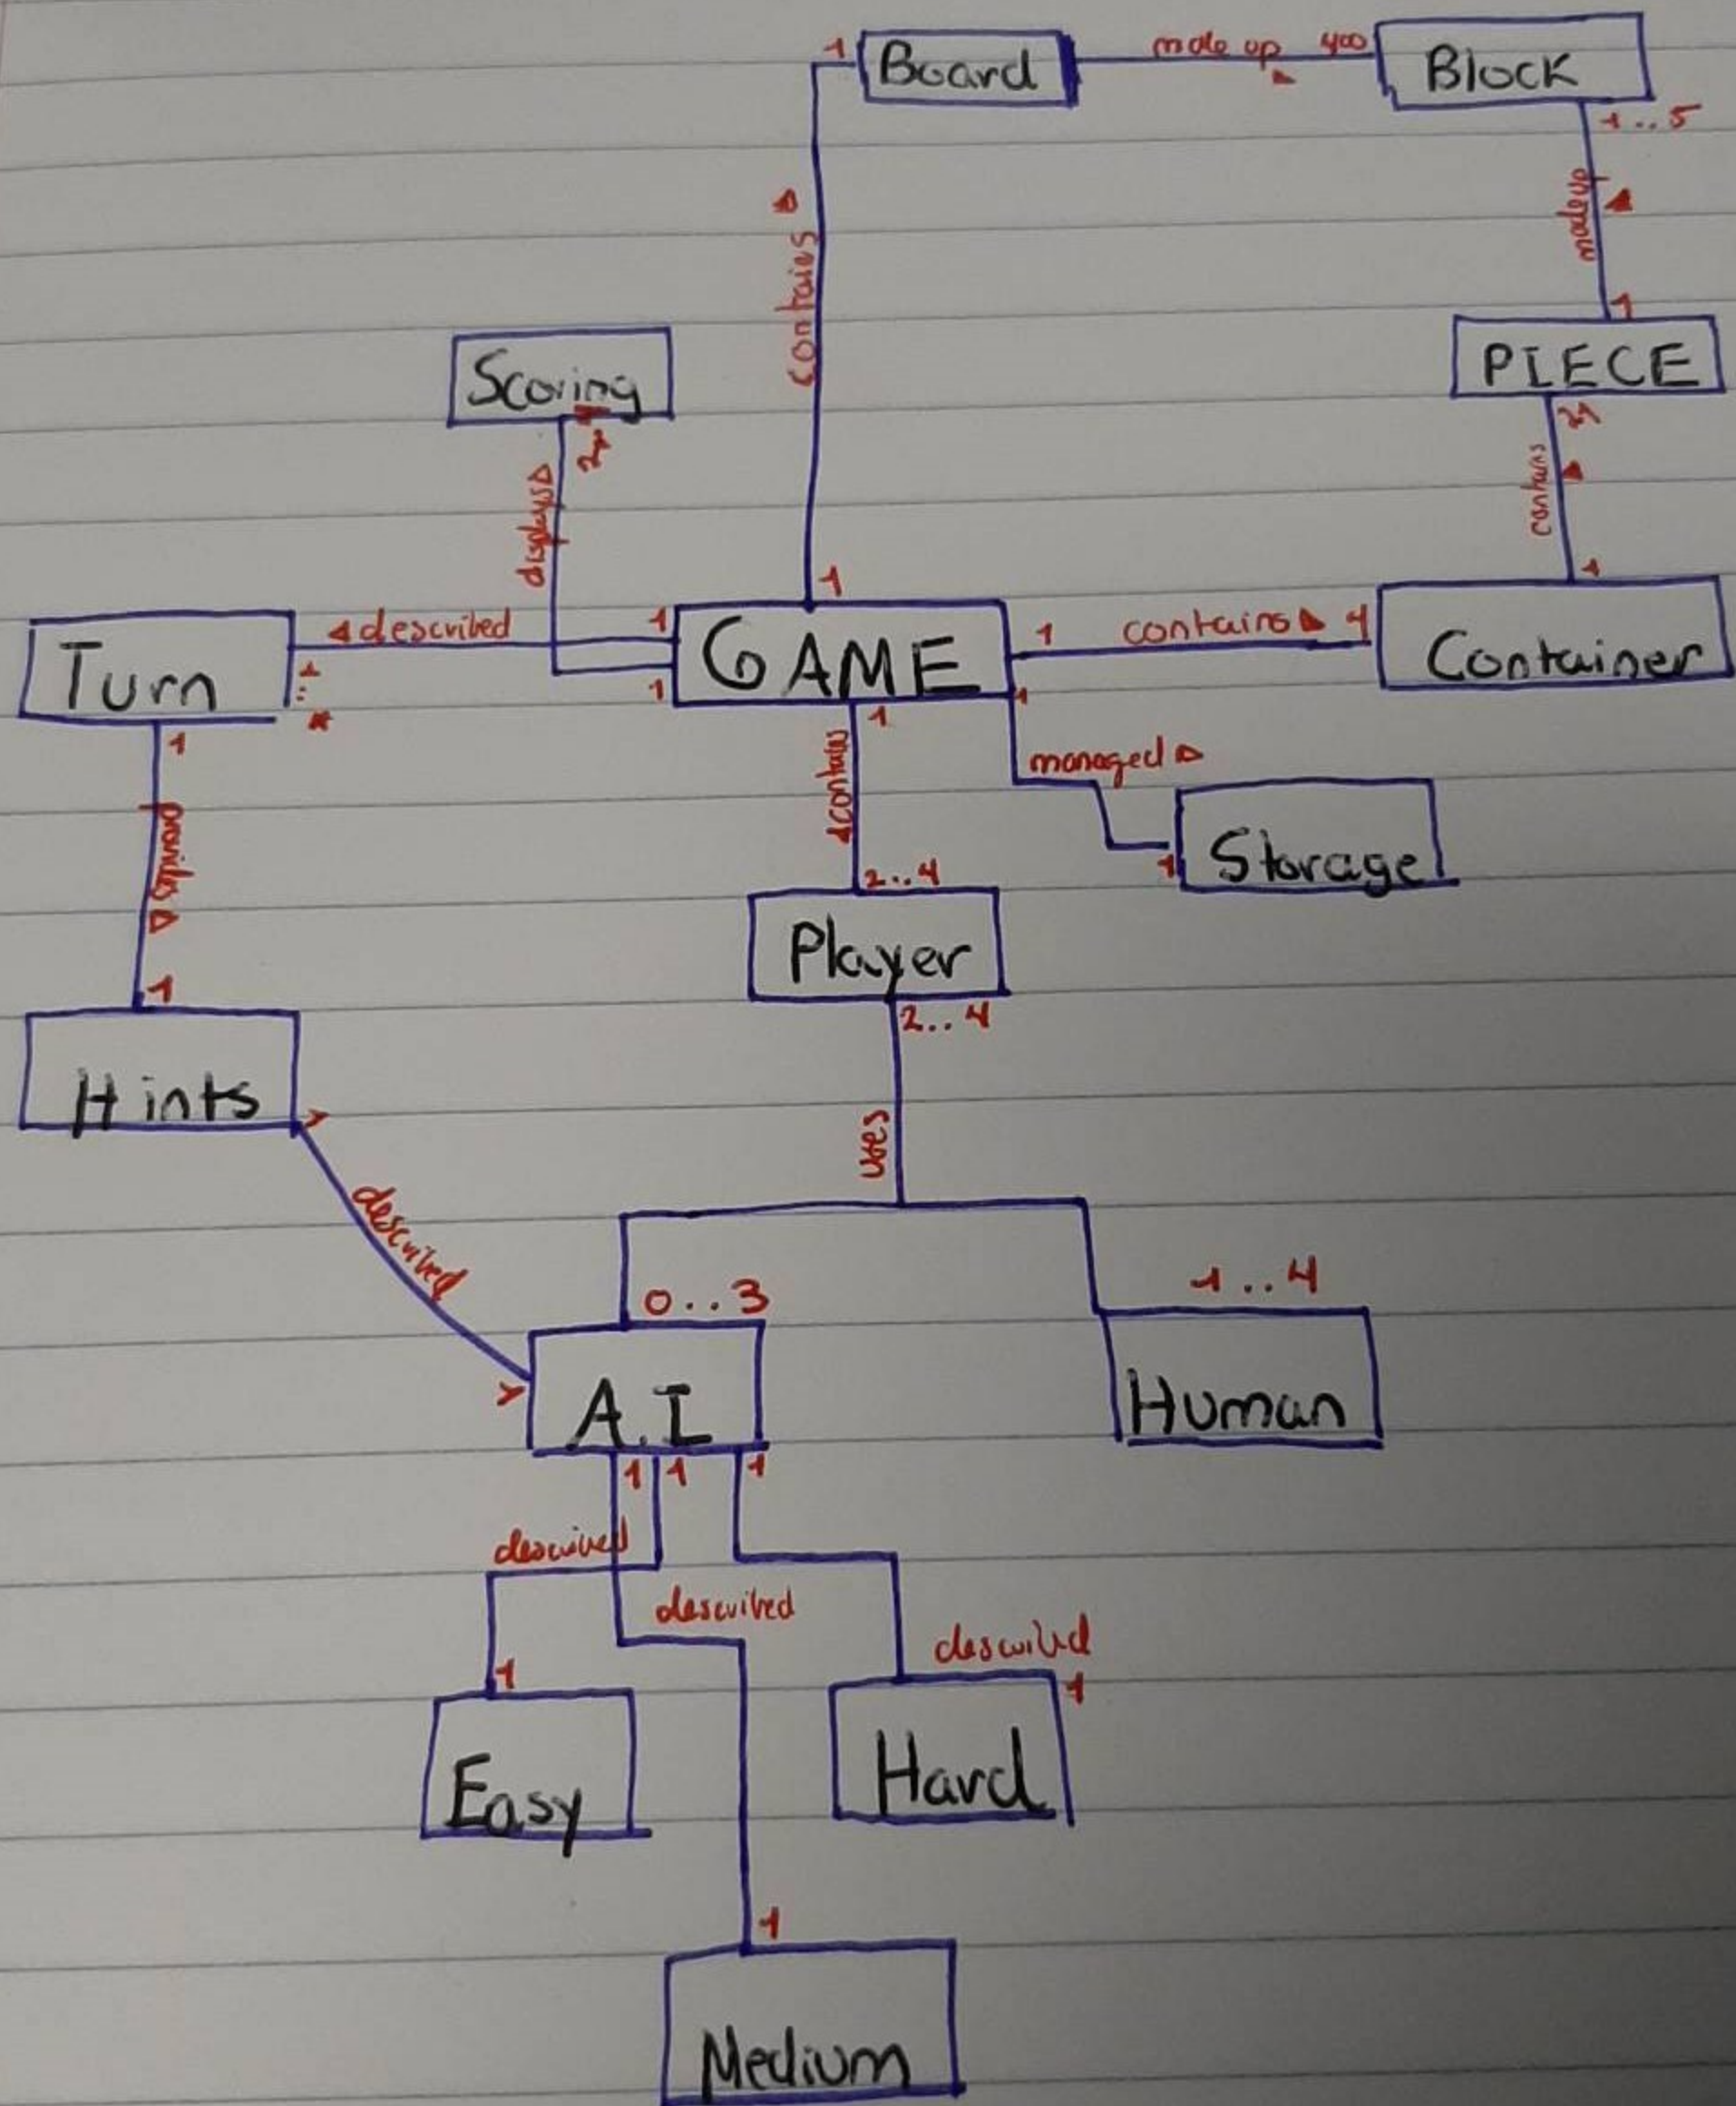 1 Board made up 400 Block
1..5
made up
1
contains
Scoring
PIECE
displays
contains
1
1
Turn described 1 GAME 1 contains 4 Container
1..*
1
1
1
1
managed
provides
contains
1 Storage
2..4
Player
1
2..4
Hints
uses
described
0..3
1..4
A.I
Human
1 1 1
described
described
described
1
1
Easy
Hard
1
Medium